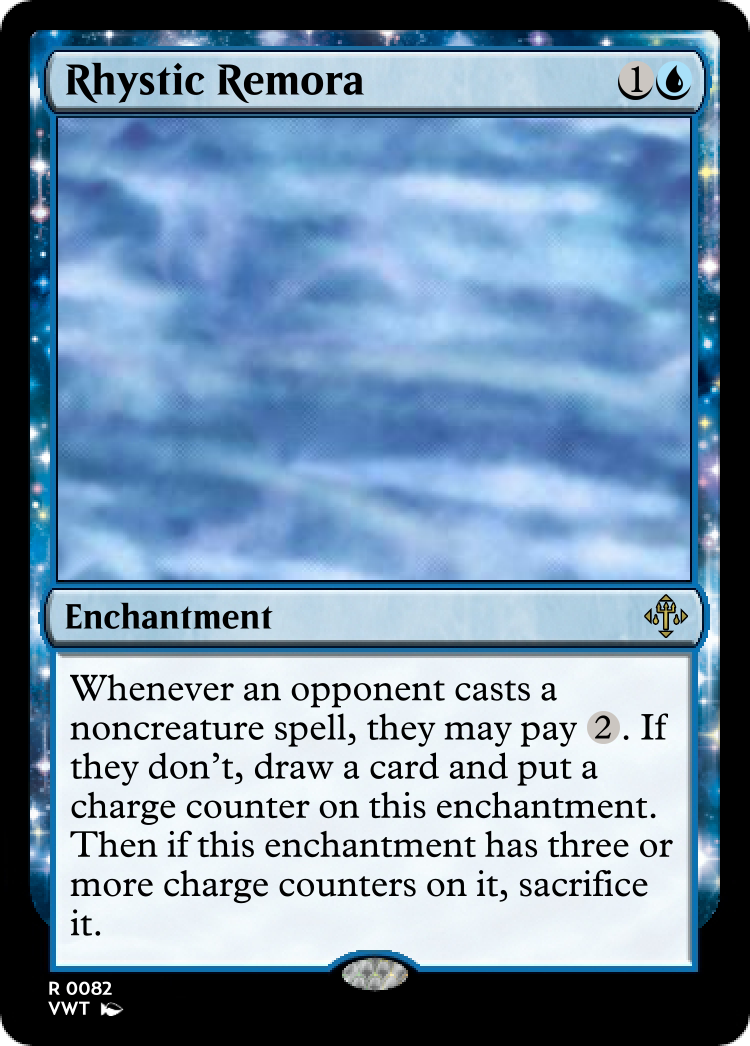 Rhystic Remora 1
Enchantment
Whenever an opponent casts a
noncreature spell, they may pay 2. If
they don't, draw a card and put a
charge counter on this enchantment.
Then if this enchantment has three or
more charge counters on it, sacrifice
it.
R 0082
VWT